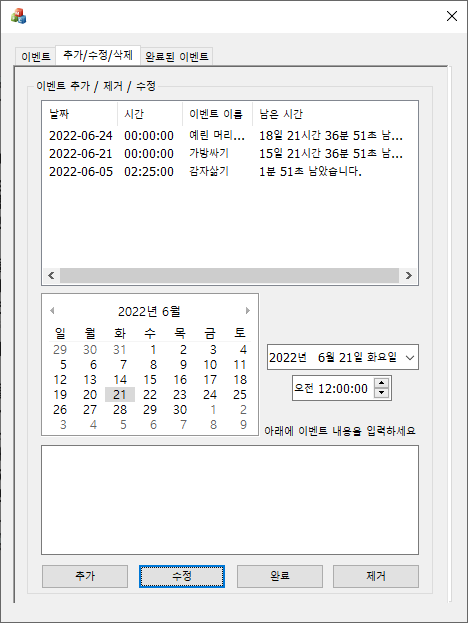 이벤트 추가/수정/삭제 완료된 이벤트
이벤트 추가 / 제거 / 수정
날짜 시간 이벤트 이름 남은 시간
2022-06-24 00:00:00 예린 머리... 18일 21시간 36분 51초 남...
2022-06-21 00:00:00 가방싸기 15일 21시간 36분 51초 남...
2022-06-05 02:25:00 감자삶기 1분 51초 남았습니다.
2022년 6월
일 월 화 수 목 금 토
29 30 31 1 2 3 4
5 6 7 8 9 10 11
12 13 14 15 16 17 18
19 20 21 22 23 24 25
26 27 28 29 30 1 2
3 4 5 6 7 8 9
2022년 6월 21일 화요일
오전 12:00:00
아래에 이벤트 내용을 입력하세요
추가 수정 완료 제거